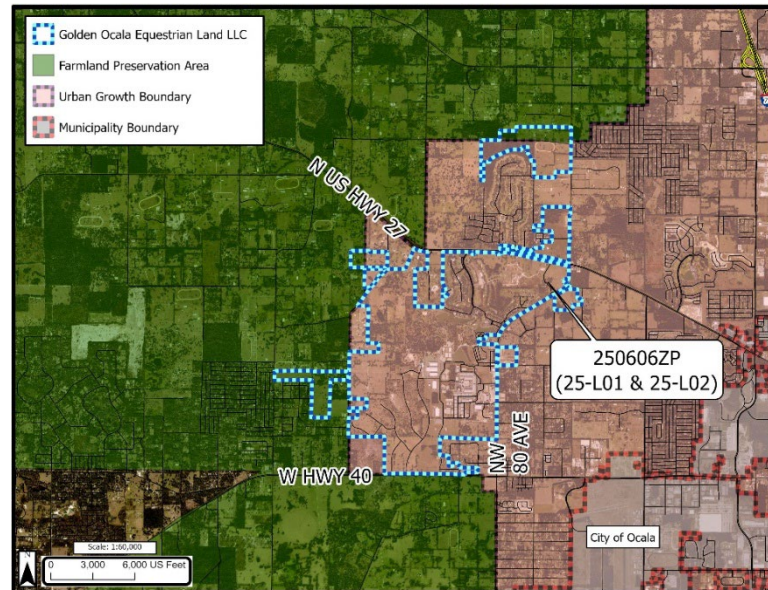 Golden Ocala Equestrian Land LLC
Farmland Preservation Area
Urban Growth Boundary
Municipality Boundary
N US HWY 27
250606ZP
(25-L01 & 25-L02)
NW
80 AVE
W HWY 40
City of Ocala
Scale: 1:60,000
0 3,000 6,000 US Feet
N